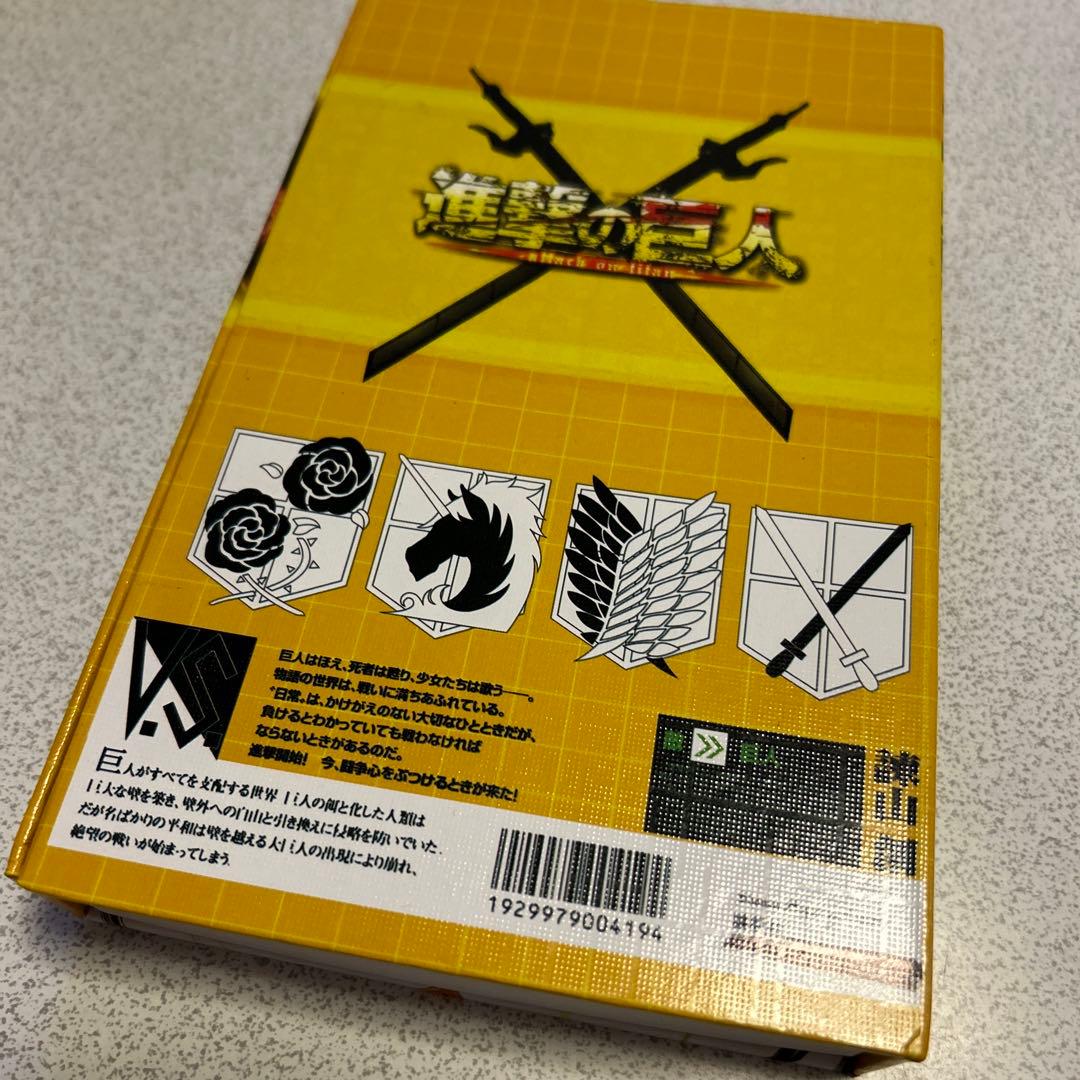 進撃の巨人
attack on titan
V.S.
巨人はほえ、死者は甦り、少女たちは歌う――。
物語の世界は、戦いに満ちあふれている。
“日常”は、かけがえのない大切なひとときだが、
負けるとわかっていても戦わなければ
ならないときがあるのだ。
進撃開始! 今、闘争心をぶつけるときが来た!
巨人
巨人がすべてを支配する世界 巨人の餌と化した人類は
巨大な壁を築き、壁外への自由と引き換えに侵略を防いでいた
だが名ばかりの平和は壁を越える大巨人の出現により崩れ、
絶望の戦いが始まってしまう
1929979004194